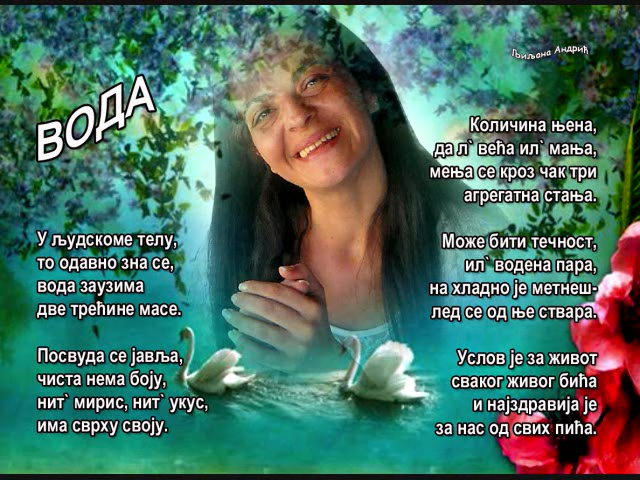 Љиљана Андрић
ВОДА
У људскоме телу,
то одавно зна се,
вода заузима
две трећине масе.
Посвуда се јавља,
чиста нема боју,
нит` мирис, нит` укус,
има сврху своју.
Количина њена,
да л` већа ил` мања,
мења се кроз чак три
агрегатна стања.
Може бити течност,
ил` водена пара,
на хладно је метнеш-
лед се од ње ствара.
Услов је за живот
сваког живог бића
и најздравија је
за нас од свих пића.